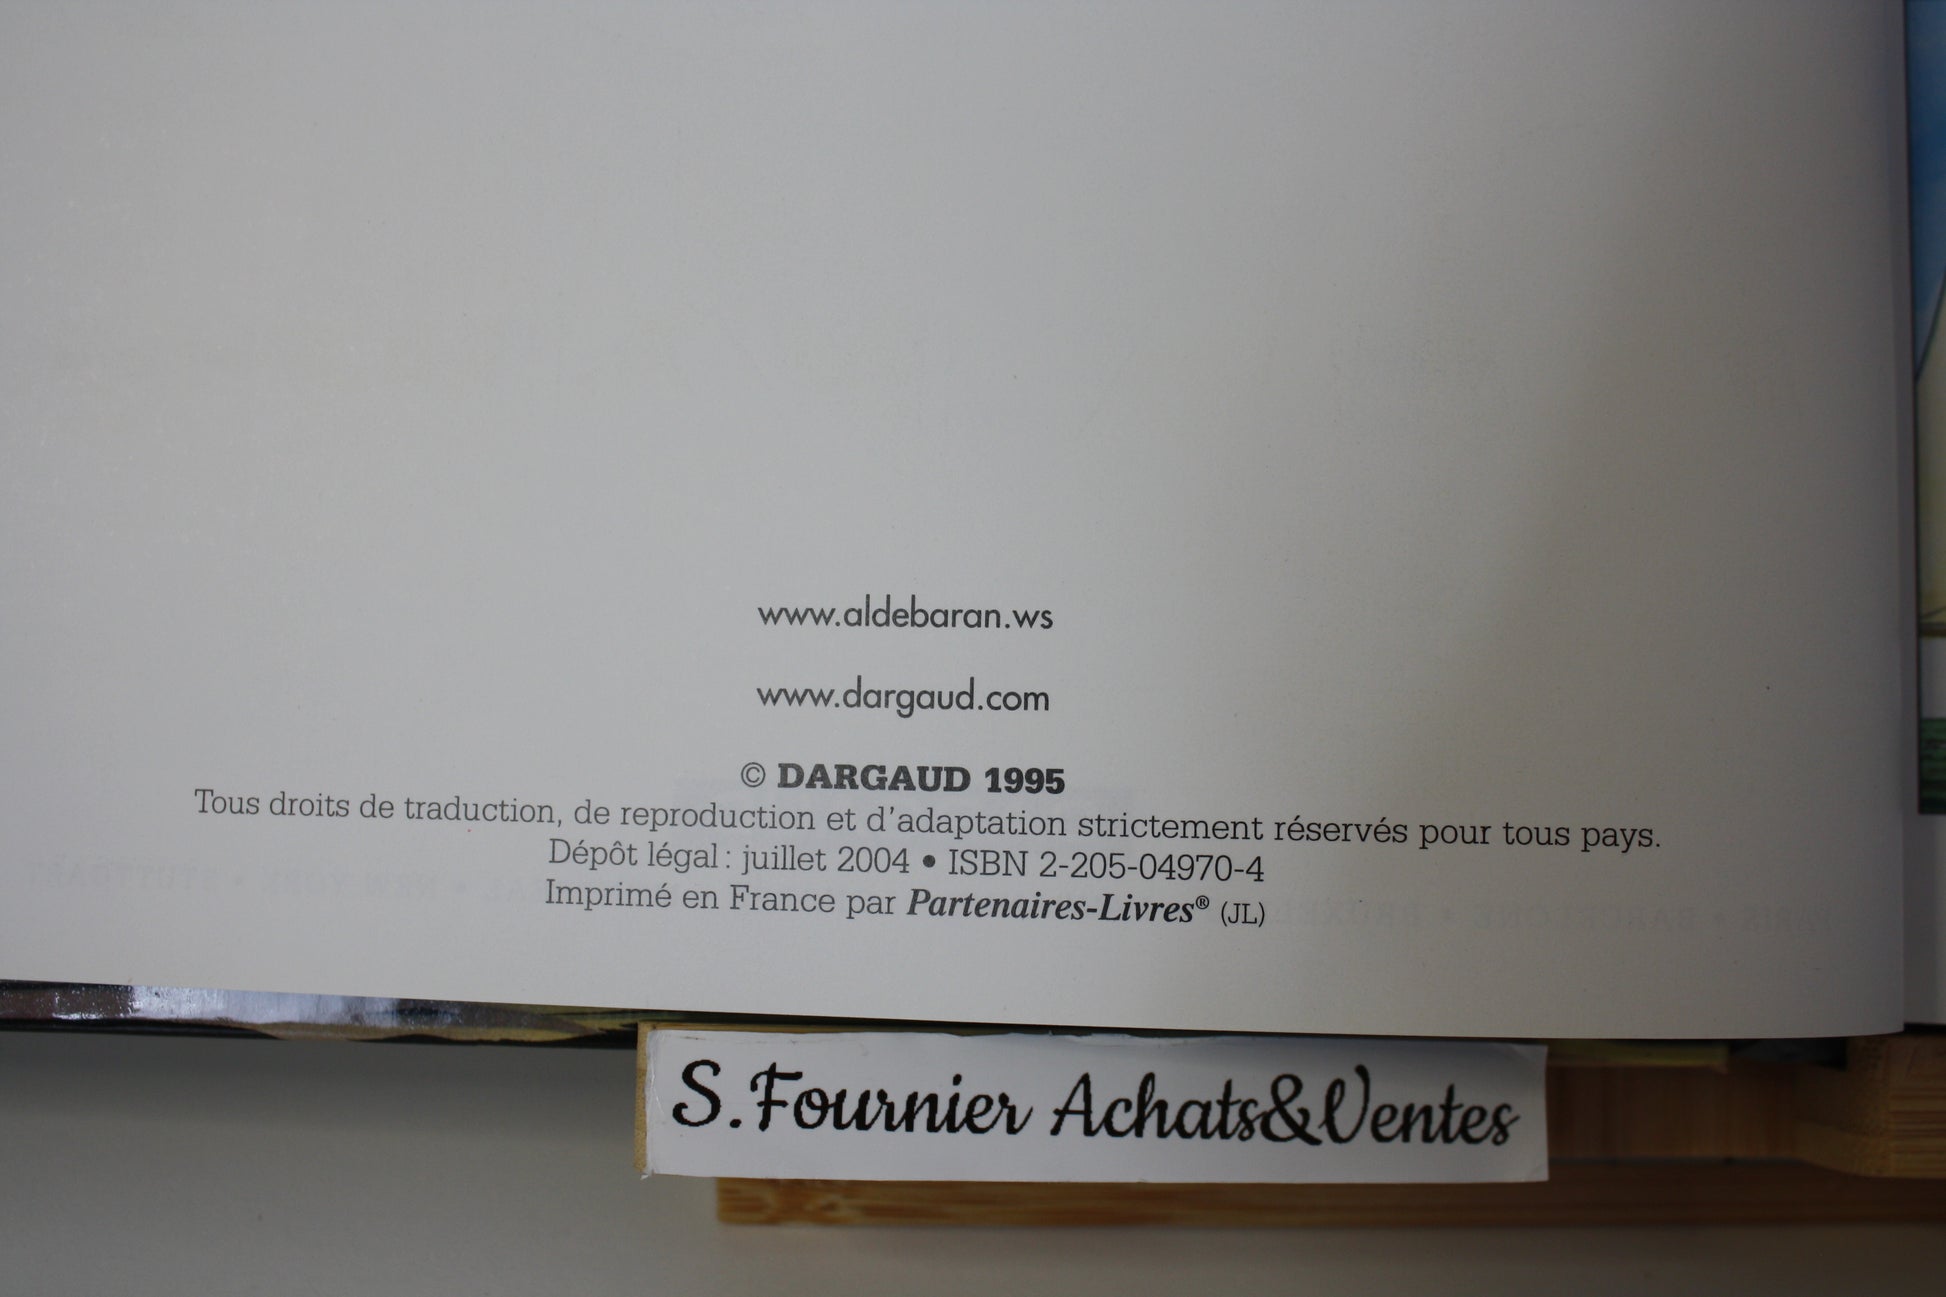 www.aldebaran.ws
www.dargaud.com
© DARGAUD 1995
Tous droits de traduction, de reproduction et d'adaptation strictement réservés pour tous pays.
Dépôt légal : juillet 2004 • ISBN 2-205-04970-4
Imprimé en France par Partenaires-Livres® (JL)
S. Fournier Achats&Ventes